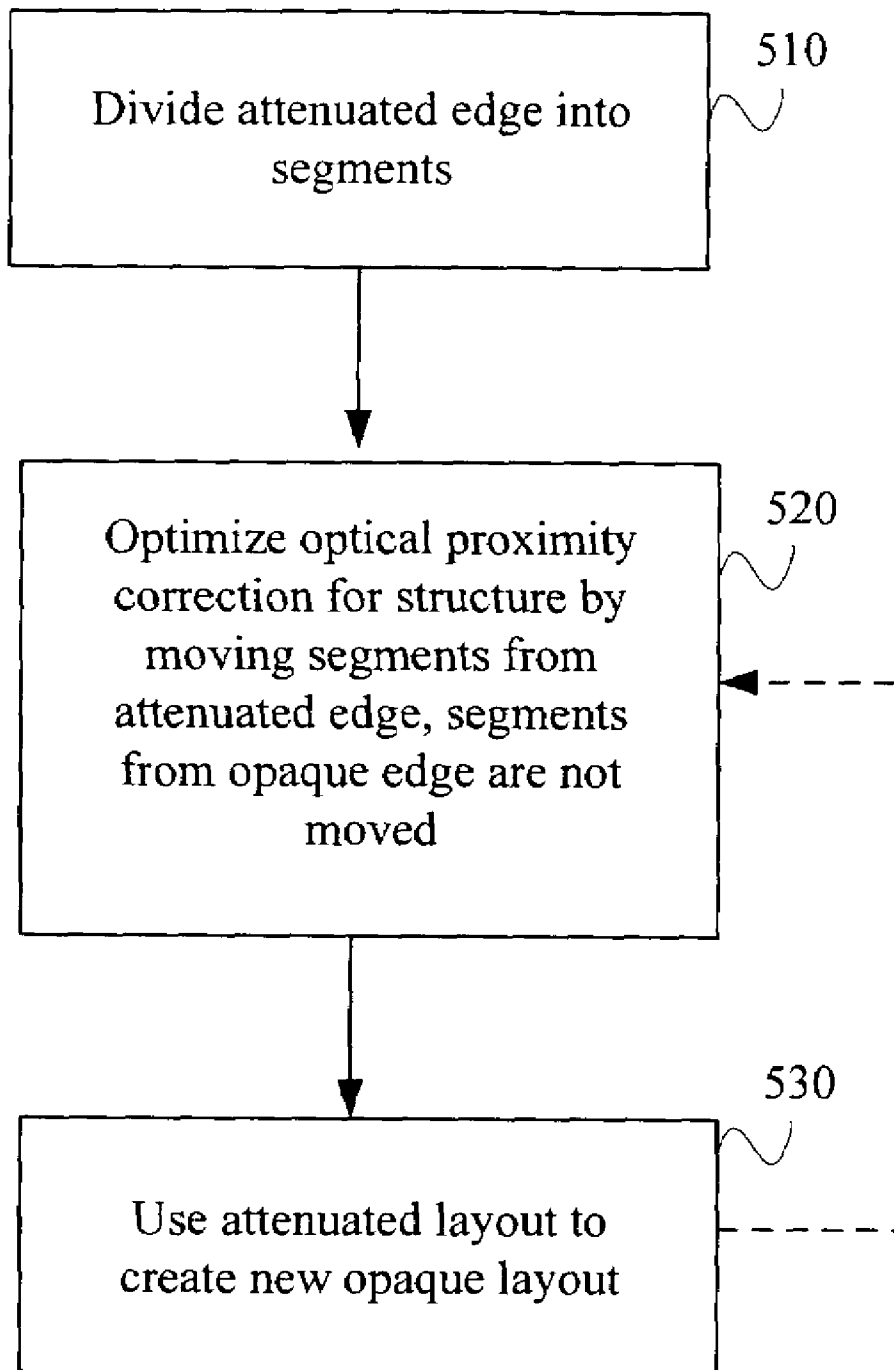 510
Divide attenuated edge into
segments
520
Optimize optical proximity
correction for structure by
moving segments from
attenuated edge, segments
from opaque edge are not
moved
530
Use attenuated layout to
create new opaque layout